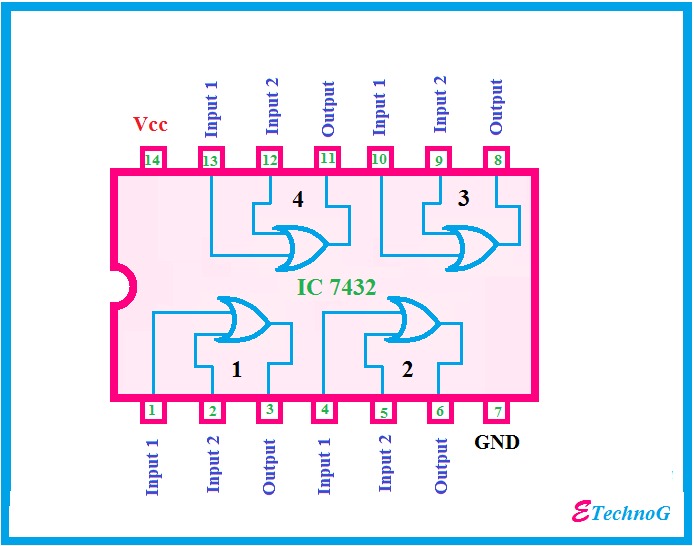 Input 1
Input 2
Output
Input 1
Input 2
Output
Vcc
14
13
12
11
10
9
8
4
3
IC 7432
1
2
1
2
3
4
5
6
7
Input 1
Input 2
Output
Input 1
Input 2
Output
GND
ETechnoG